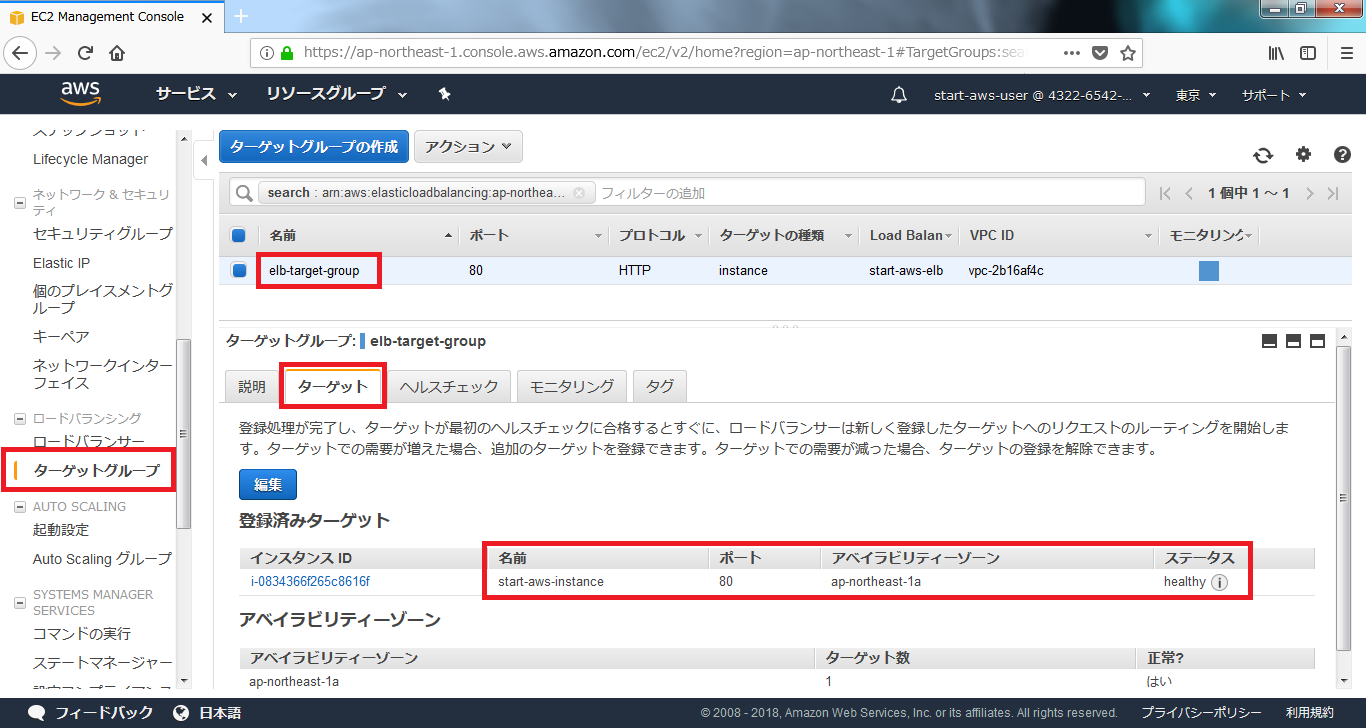 EC2 Management Console
https://ap-northeast-1.console.aws.amazon.com/ec2/v2/home?region=ap-northeast-1#TargetGroups:sea
aws サービス リソースグループ start-aws-user @ 4322-6542-... 東京 サポート
スナップショット
Lifecycle Manager
ネットワーク & セキュリ
ティ
セキュリティグループ
Elastic IP
個のプレイスメントグ
ループ
キーペア
ネットワークインター
フェイス
ロードバランシング
ロードバランサー
ターゲットグループ
AUTO SCALING
起動設定
Auto Scaling グループ
SYSTEMS MANAGER
SERVICES
コマンドの実行
ステートマネージャー
設定コンプライアンス
ターゲットグループの作成 アクション
search : arn:aws:elasticloadbalancing:ap-northea... フィルターの追加 1 個中 1 ～ 1
名前 ポート プロトコル ターゲットの種類 Load Balan VPC ID モニタリング
elb-target-group 80 HTTP instance start-aws-elb vpc-2b16af4c
ターゲットグループ: elb-target-group
説明 ターゲット ヘルスチェック モニタリング タグ
登録処理が完了し、ターゲットが最初のヘルスチェックに合格するとすぐに、ロードバランサーは新しく登録したターゲットへのリクエストのルーティングを開始しま
す。ターゲットでの需要が増えた場合、追加のターゲットを登録できます。ターゲットでの需要が減った場合、ターゲットの登録を解除できます。
編集
登録済みターゲット
インスタンス ID 名前 ポート アベイラビリティーゾーン ステータス
i-0834366f265c8616f start-aws-instance 80 ap-northeast-1a healthy
アベイラビリティーゾーン
アベイラビリティーゾーン ターゲット数 正常?
ap-northeast-1a 1 はい
フィードバック 日本語 © 2008 - 2018, Amazon Web Services, Inc. or its affiliates. All rights reserved. プライバシーポリシー 利用規約